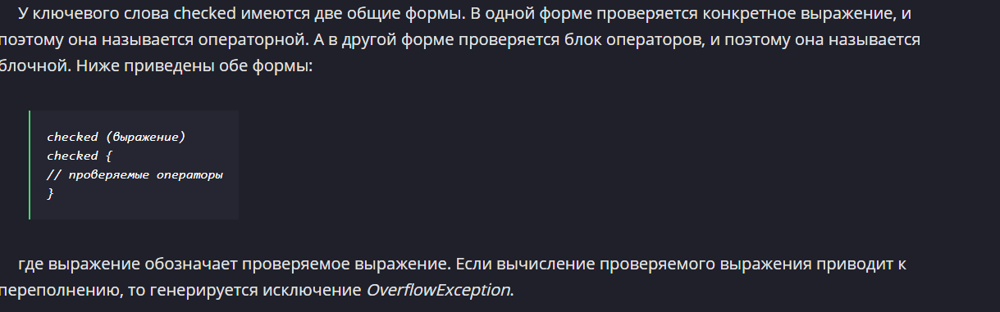 У ключевого слова checked имеются две общие формы. В одной форме проверяется конкретное выражение, и
поэтому она называется операторной. А в другой форме проверяется блок операторов, и поэтому она называется
блочной. Ниже приведены обе формы:
checked (выражение)
checked {
// проверяемые операторы
}
где выражение обозначает проверяемое выражение. Если вычисление проверяемого выражения приводит к
переполнению, то генерируется исключение OverflowException.